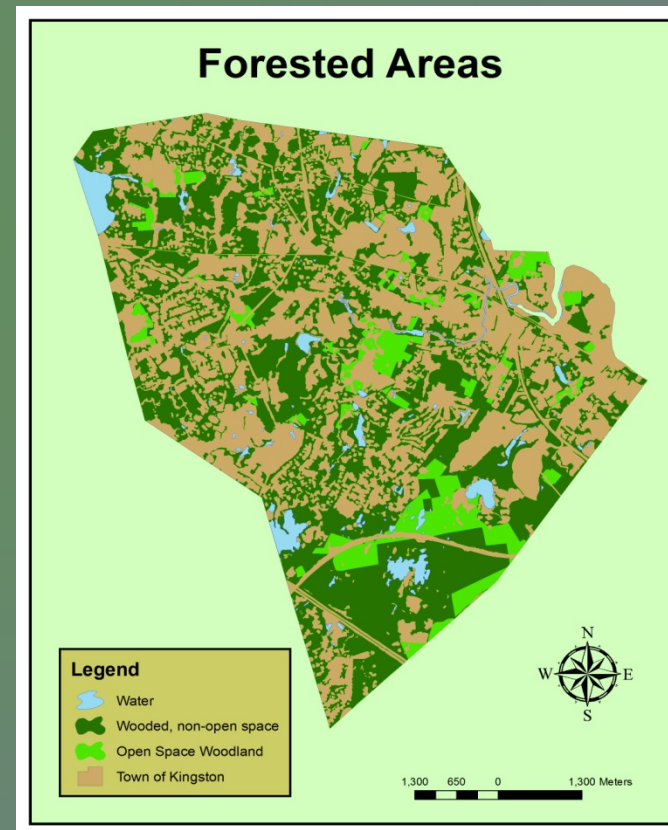 Forested Areas
N
W E
S
Legend
Water
Wooded, non-open space
Open Space Woodland
Town of Kingston
1,300 650 0 1,300 Meters